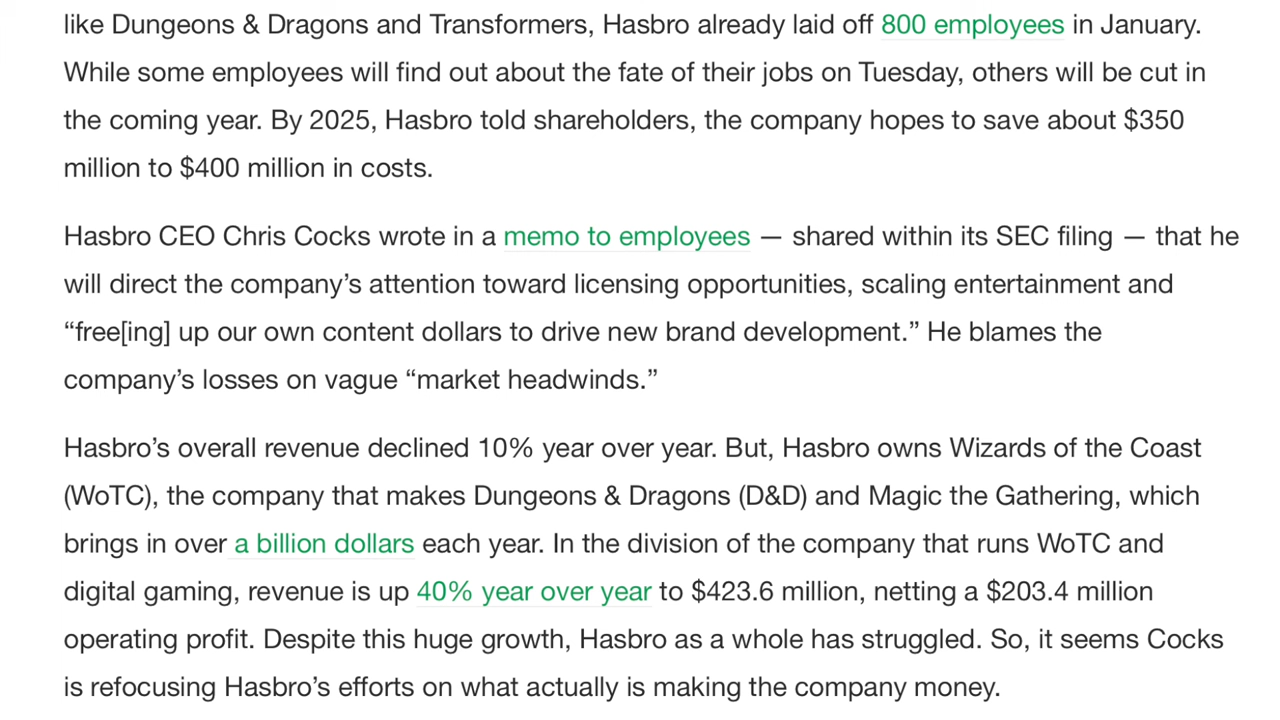 like Dungeons & Dragons and Transformers, Hasbro already laid off 800 employees in January.
While some employees will find out about the fate of their jobs on Tuesday, others will be cut in
the coming year. By 2025, Hasbro told shareholders, the company hopes to save about $350
million to $400 million in costs.
Hasbro CEO Chris Cocks wrote in a memo to employees — shared within its SEC filing — that he
will direct the company’s attention toward licensing opportunities, scaling entertainment and
“free[ing] up our own content dollars to drive new brand development.” He blames the
company’s losses on vague “market headwinds.”
Hasbro’s overall revenue declined 10% year over year. But, Hasbro owns Wizards of the Coast
(WoTC), the company that makes Dungeons & Dragons (D&D) and Magic the Gathering, which
brings in over a billion dollars each year. In the division of the company that runs WoTC and
digital gaming, revenue is up 40% year over year to $423.6 million, netting a $203.4 million
operating profit. Despite this huge growth, Hasbro as a whole has struggled. So, it seems Cocks
is refocusing Hasbro’s efforts on what actually is making the company money.